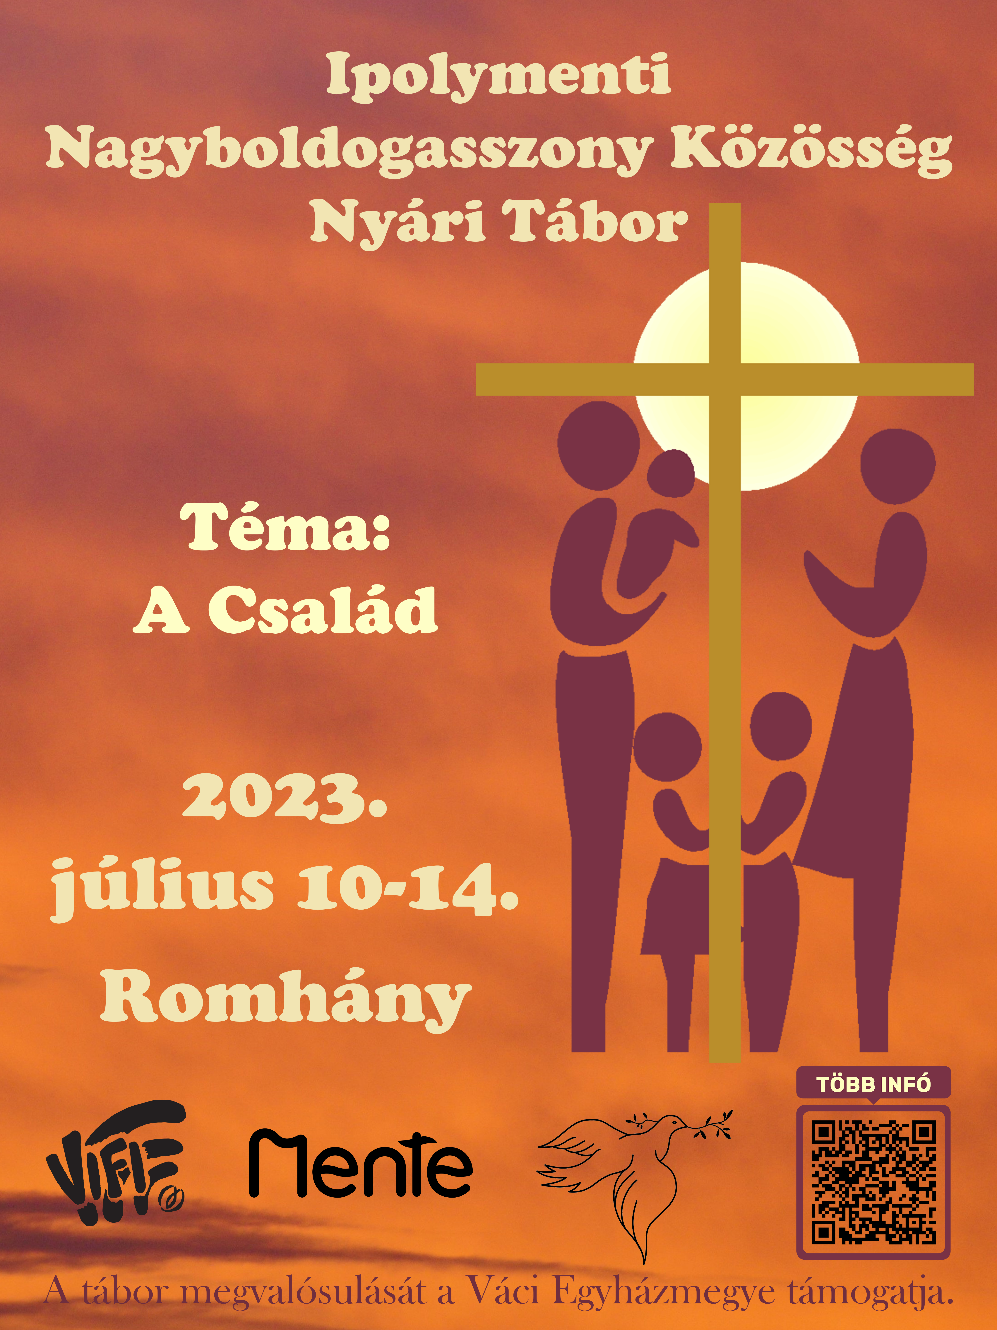 Ipolymenti
Nagyboldogasszony Közösség
Nyári Tábor
Téma:
A Család
2023.
július 10-14.
Romhány
TÖBB INFÓ
VIFIE
Mente
A tábor megvalósulását a Váci Egyházmegye támogatja.